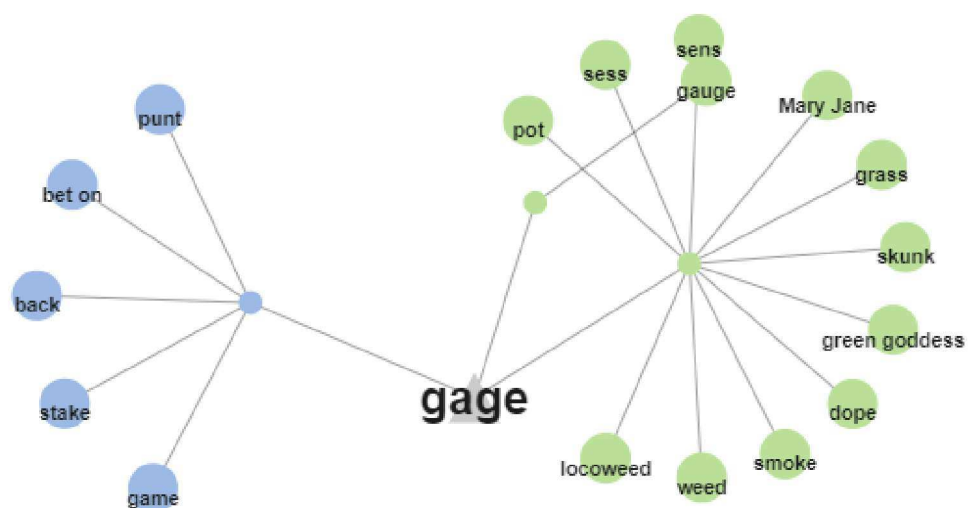 sens
sess
gauge
Mary Jane
punt
pot
grass
bet on
skunk
back
green goddess
gage
stake
dope
smoke
locoweed
weed
game